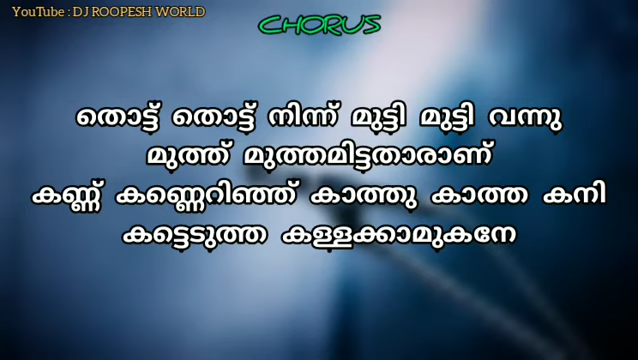 YouTube : DJ ROOPESH WORLD
CHORUS
തൊട്ട് തൊട്ട് നിന്ന് മുട്ടി മുട്ടി വന്നു
മുത്ത് മുത്തമിട്ടതാരാണ്
കണ്ണ് കണ്ണെറിഞ്ഞ് കാത്തു കാത്ത കനി
കട്ടെടുത്ത കള്ളക്കാമുകനേ